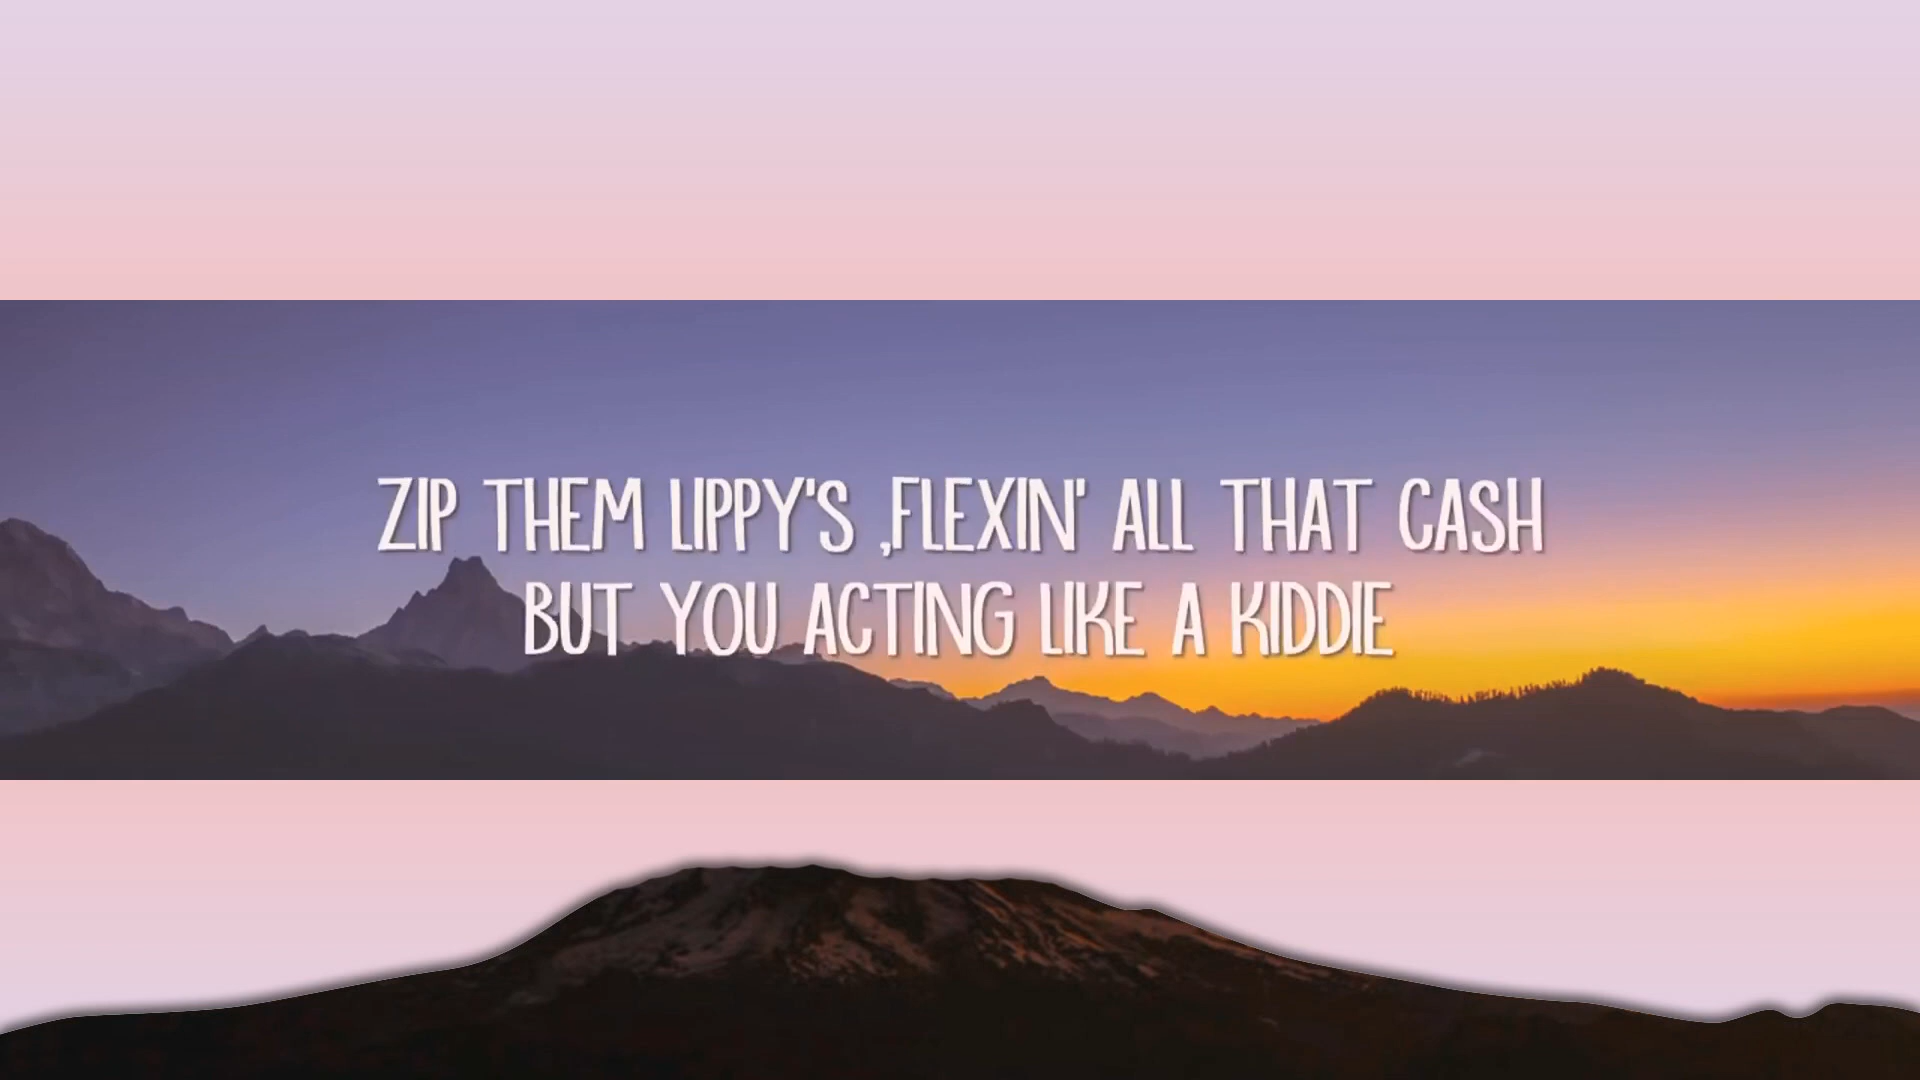 ZIP THEM LIPPY'S ,FLEXIN' ALL THAT CASH
BUT YOU ACTING LIKE A KIDDIE